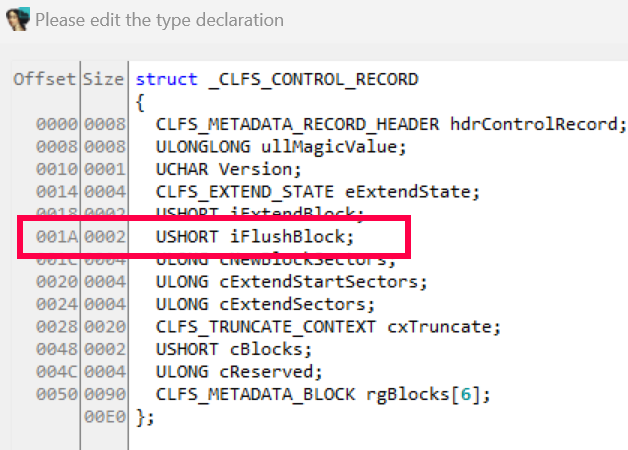 Please edit the type declaration
Offset Size struct _CLFS_CONTROL_RECORD
{
0000 0008 CLFS_METADATA_RECORD_HEADER hdrControlRecord;
0008 0008 ULONGLONG ullMagicValue;
0010 0001 UCHAR Version;
0014 0004 CLFS_EXTEND_STATE eExtendState;
0018 0002 USHORT iExtendBlock;
001A 0002 USHORT iFlushBlock;
001C 0004 ULONG cNewBlockSectors;
0020 0004 ULONG cExtendStartSectors;
0024 0004 ULONG cExtendSectors;
0028 0020 CLFS_TRUNCATE_CONTEXT cxTruncate;
0048 0002 USHORT cBlocks;
004C 0004 ULONG cReserved;
0050 0090 CLFS_METADATA_BLOCK rgBlocks[6];
00E0 };